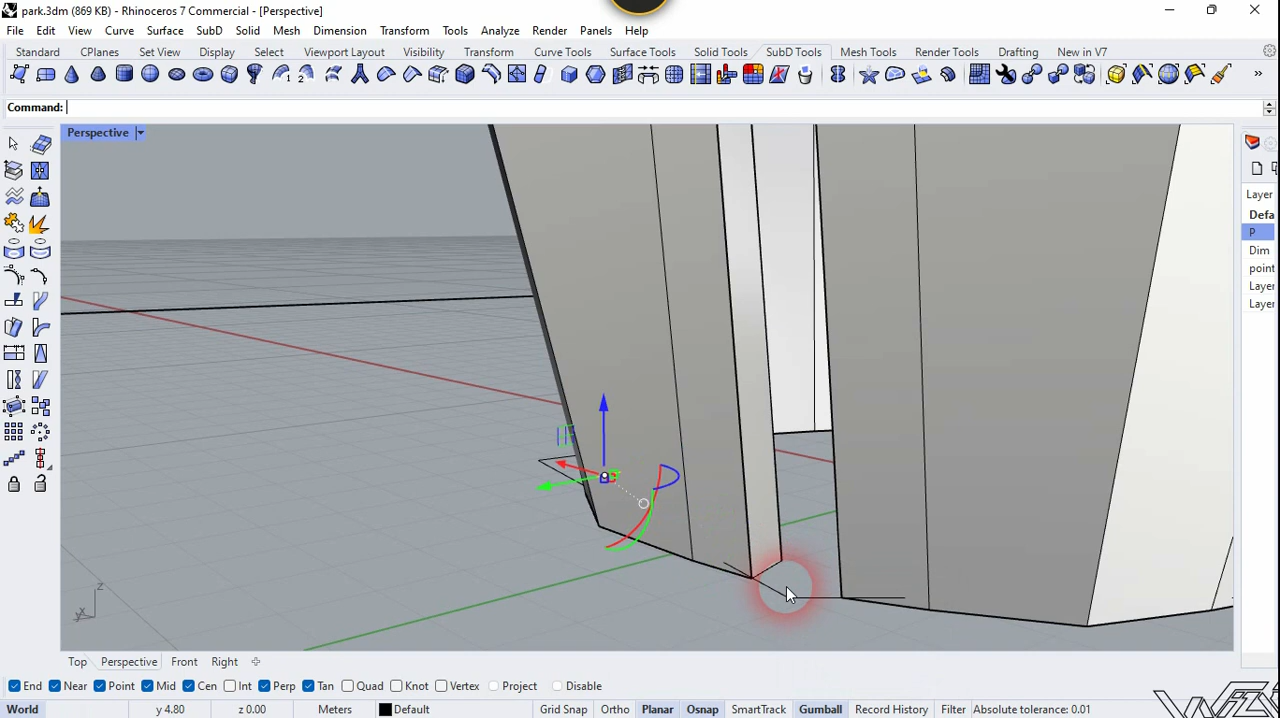 park.3dm (869 KB) - Rhinoceros 7 Commercial - [Perspective]
File Edit View Curve Surface SubD Solid Mesh Dimension Transform Tools Analyze Render Panels Help
Standard CPlanes Set View Display Select Viewport Layout Visibility Transform Curve Tools Surface Tools Solid Tools SubD Tools Mesh Tools Render Tools Drafting New in V7
1 2 »
Command:
Perspective
Layer
Defa
P
Dim
point
Layer
Layer
z
y x
Top Perspective Front Right
End Near Point Mid Cen Int Perp Tan Quad Knot Vertex Project Disable
World y 4.80 z 0.00 Meters Default Grid Snap Ortho Planar Osnap SmartTrack Gumball Record History Filter Absolute tolerance: 0.01